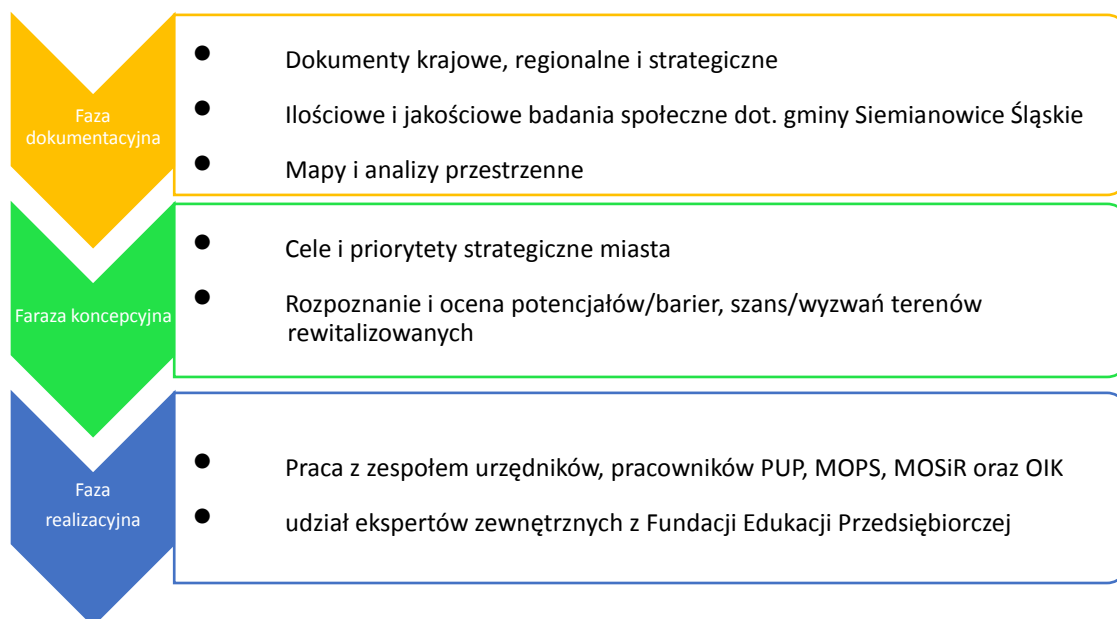 Faza
dokumentacyjna
● Dokumenty krajowe, regionalne i strategiczne
● Ilościowe i jakościowe badania społeczne dot. gminy Siemianowice Śląskie
● Mapy i analizy przestrzenne
Faraza koncepcyjna
● Cele i priorytety strategiczne miasta
● Rozpoznanie i ocena potencjałów/barier, szans/wyzwań terenów
rewitalizowanych
Faza
realizacyjna
● Praca z zespołem urzędników, pracowników PUP, MOPS, MOSiR oraz OIK
● udział ekspertów zewnętrznych z Fundacji Edukacji Przedsiębiorczej